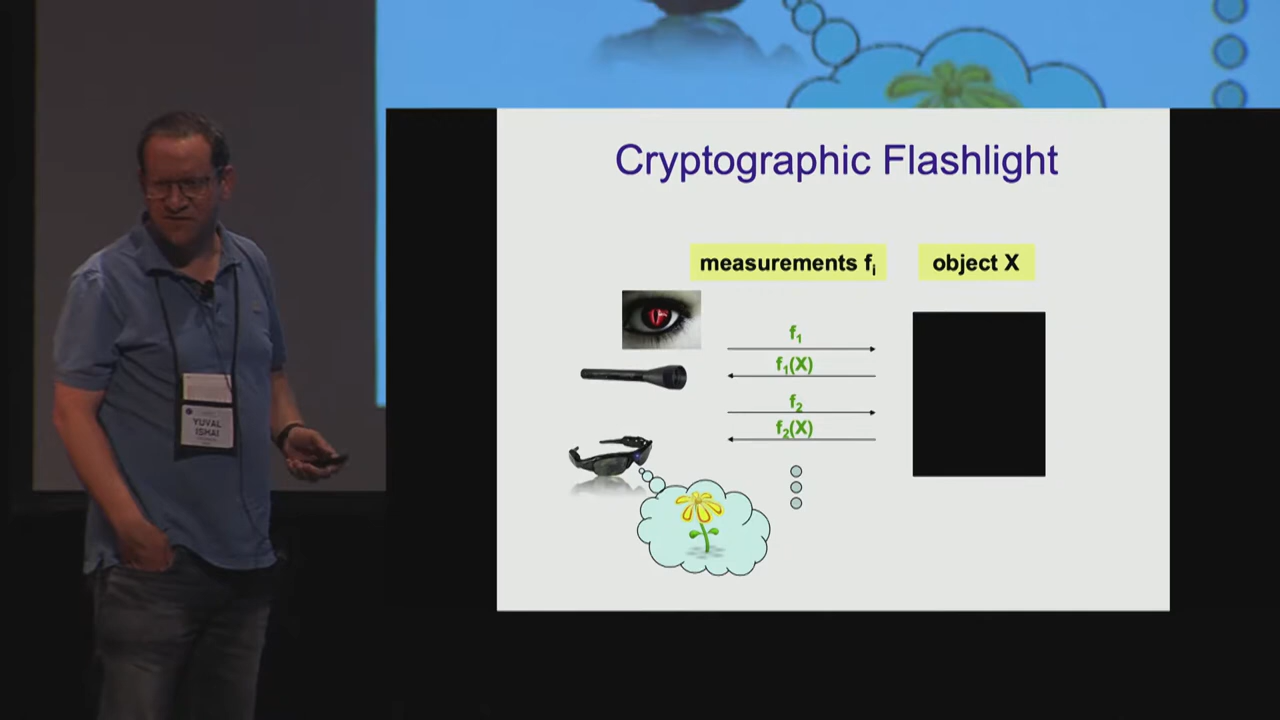 Cryptographic Flashlight
measurements fᵢ
object X
f₁
f₁(X)
f₂
f₂(X)
YUVAL
ISHAI